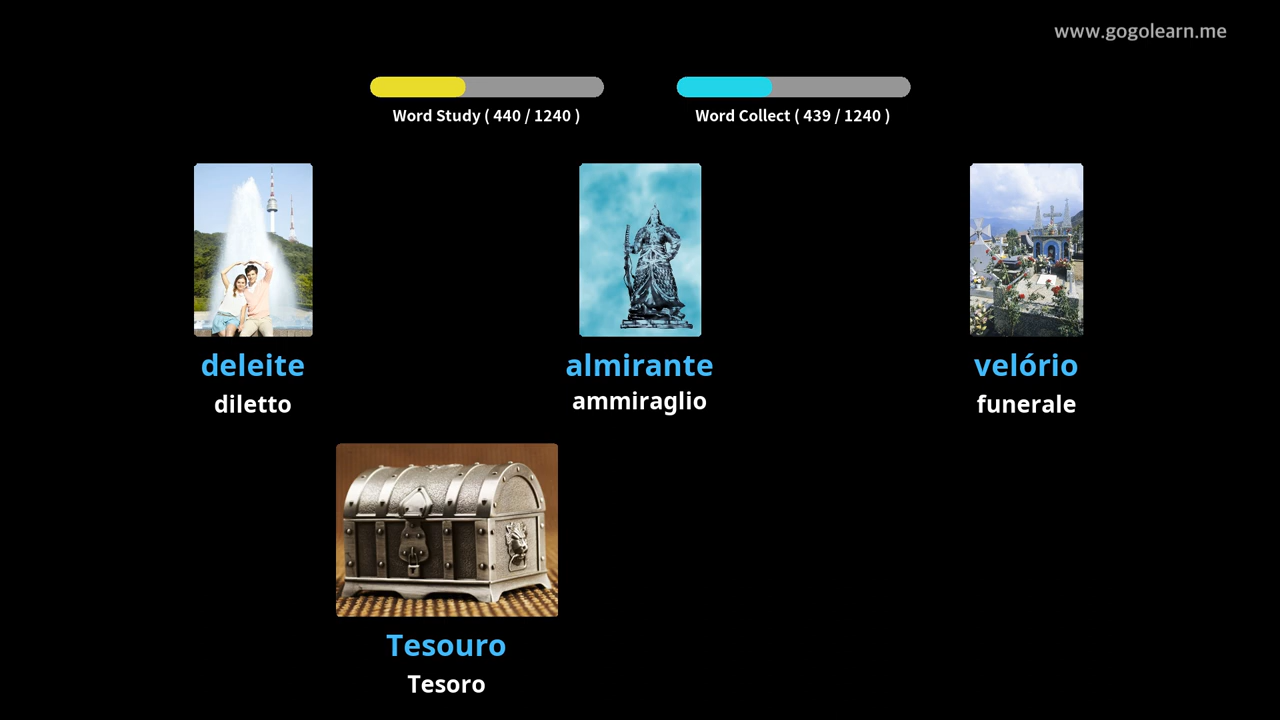 www.gogolearn.me
Word Study ( 440 / 1240 )
Word Collect ( 439 / 1240 )
deleite
almirante
velório
diletto
ammiraglio
funerale
Tesouro
Tesoro